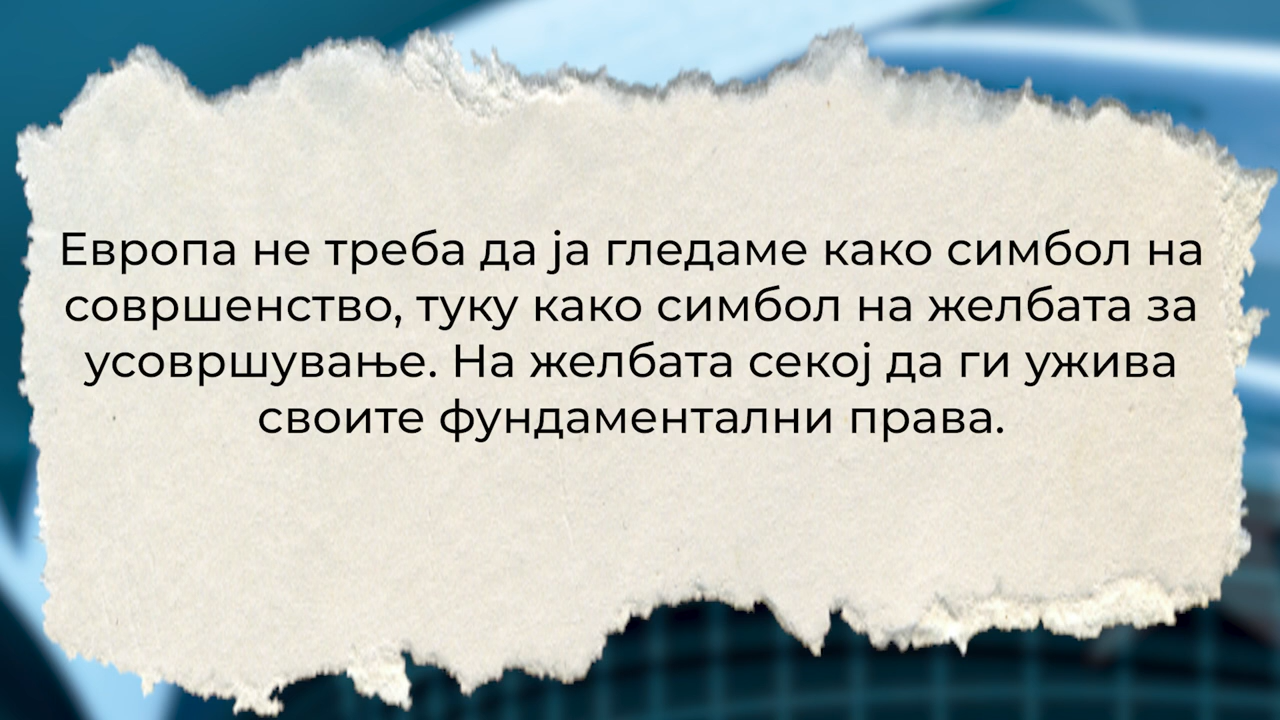 Европа не треба да ја гледаме како симбол на
совршенство, туку како симбол на желбата за
усовршување. На желбата секој да ги ужива
своите фундаментални права.